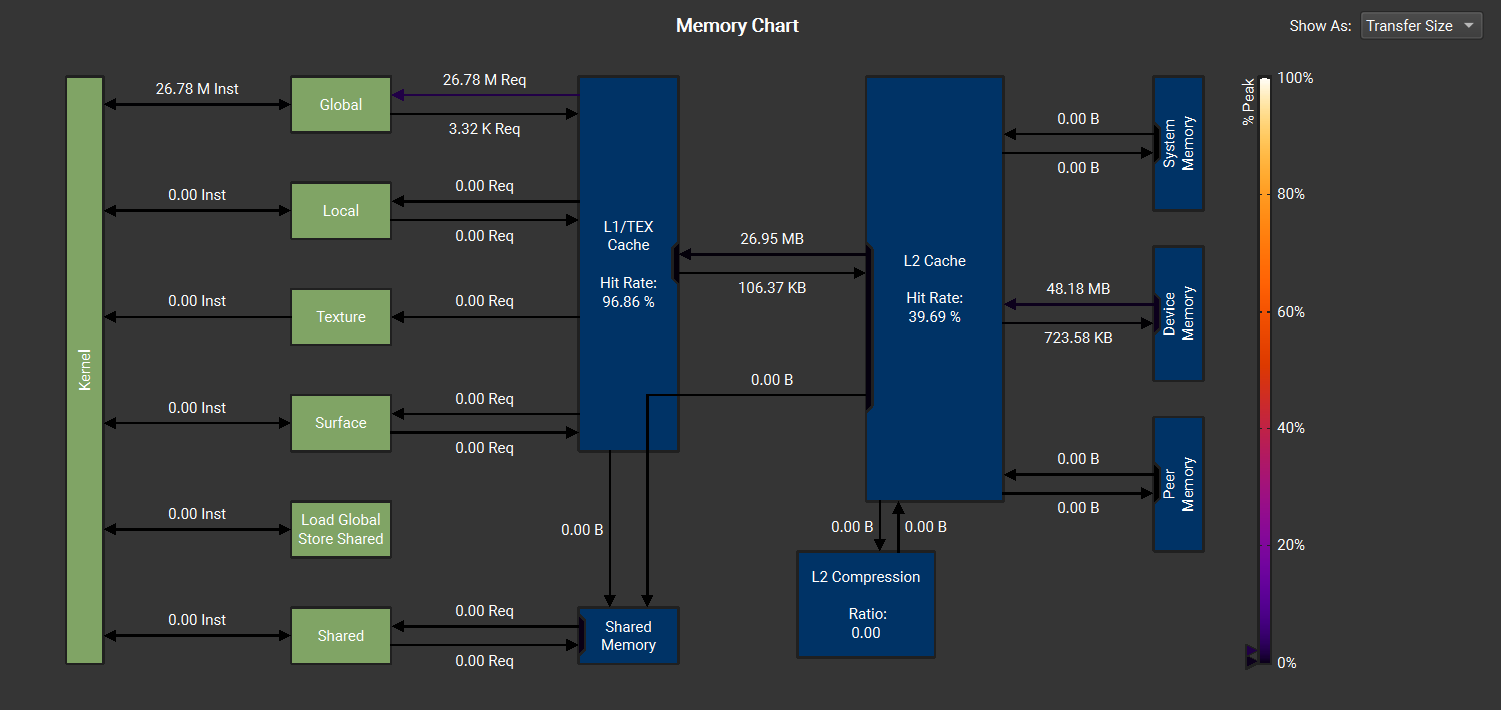 Memory Chart
Show As:
Transfer Size
26.78 M Inst
Global
26.78 M Req
3.32 K Req
0.00 Inst
Local
0.00 Req
0.00 Req
0.00 Inst
Texture
0.00 Req
0.00 Inst
Surface
0.00 Req
0.00 Req
0.00 Inst
Load Global
Store Shared
0.00 Inst
Shared
0.00 Req
0.00 Req
Kernel
L1/TEX
Cache
Hit Rate:
96.86 %
0.00 B
Shared
Memory
26.95 MB
106.37 KB
0.00 B
L2 Cache
Hit Rate:
39.69 %
0.00 B
0.00 B
L2 Compression
Ratio:
0.00
0.00 B
0.00 B
System
Memory
48.18 MB
723.58 KB
Device
Memory
0.00 B
0.00 B
Peer
Memory
% Peak
100%
80%
60%
40%
20%
0%